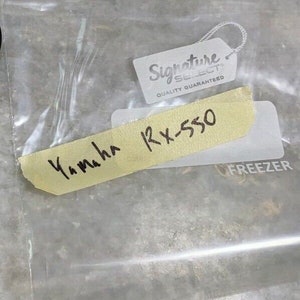 Signature
SELECT
QUALITY GUARANTEED
Yamaha RX-550
FREEZER